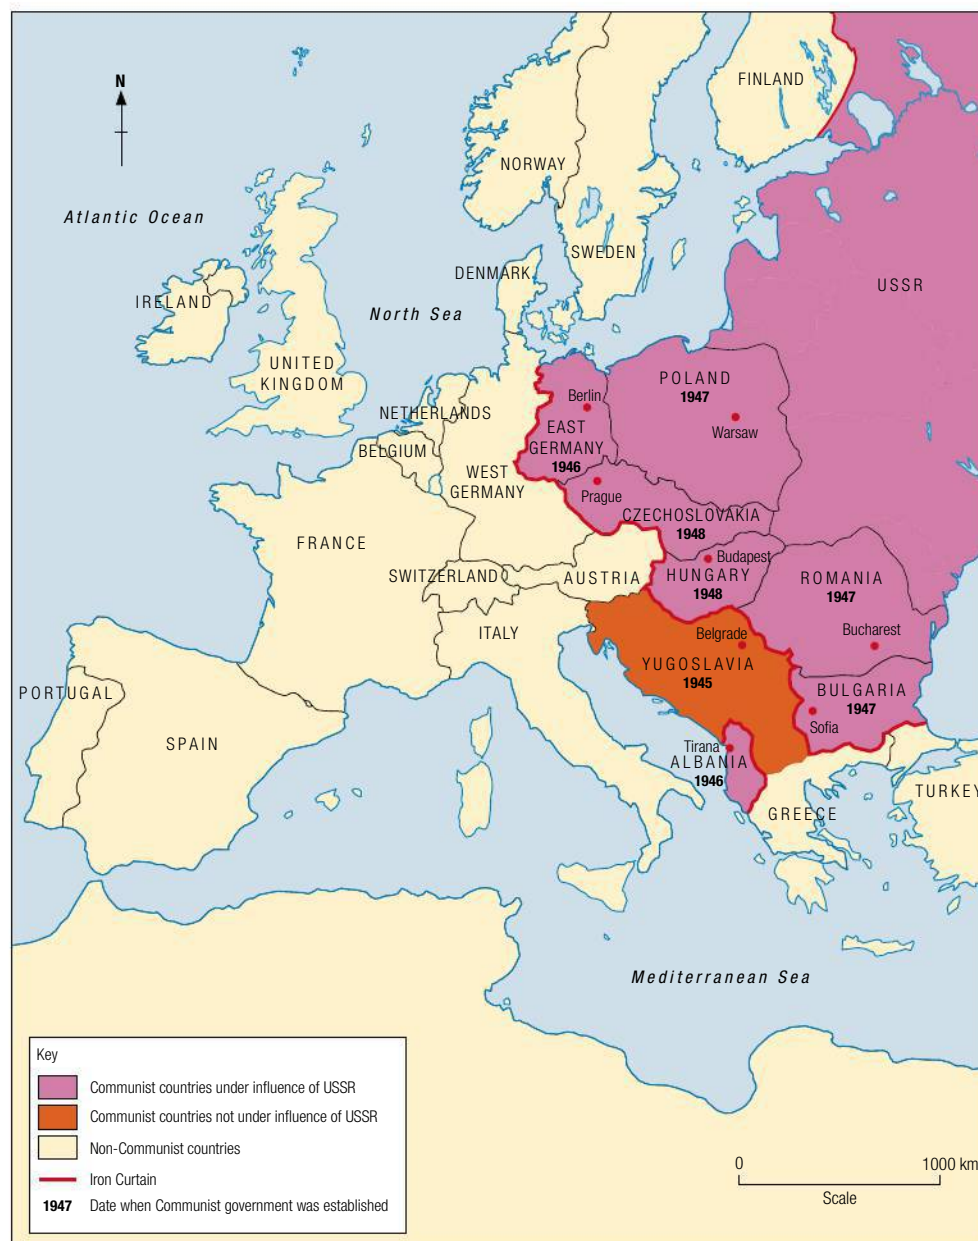 N
FINLAND
NORWAY
Atlantic Ocean
SWEDEN
DENMARK
USSR
IRELAND
North Sea
UNITED
KINGDOM
POLAND
1947
Berlin
NETHERLANDS
Warsaw
EAST
GERMANY
1946
BELGIUM
WEST
GERMANY
Prague
CZECHOSLOVAKIA
1948
FRANCE
Budapest
SWITZERLAND
AUSTRIA
HUNGARY
1948
ROMANIA
1947
ITALY
Belgrade
Bucharest
YUGOSLAVIA
1945
PORTUGAL
BULGARIA
1947
Sofia
SPAIN
Tirana
ALBANIA
1946
TURKEY
GREECE
Mediterranean Sea
Key
Communist countries under influence of USSR
Communist countries not under influence of USSR
Non-Communist countries
Iron Curtain
1947 Date when Communist government was established
0 1000 km
Scale